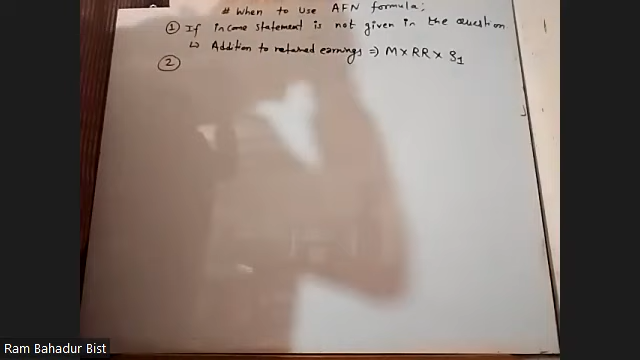 # When to use AFN formula;
① If income statement is not given in the question
↳ Addition to retained earnings ⇒ M × RR × S₁
②
Ram Bahadur Bist